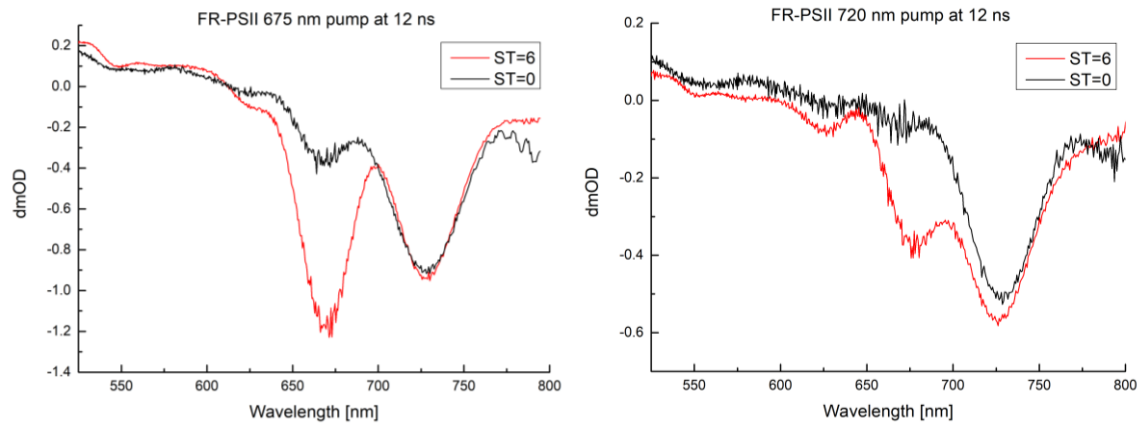 FR-PSII 675 nm pump at 12 ns
ST=6
ST=0
0.2
0.0
-0.2
-0.4
-0.6
-0.8
-1.0
-1.2
-1.4
dmOD
550 600 650 700 750 800
Wavelength [nm]
FR-PSII 720 nm pump at 12 ns
ST=6
ST=0
0.2
0.0
-0.2
-0.4
-0.6
dmOD
550 600 650 700 750 800
Wavelength [nm]